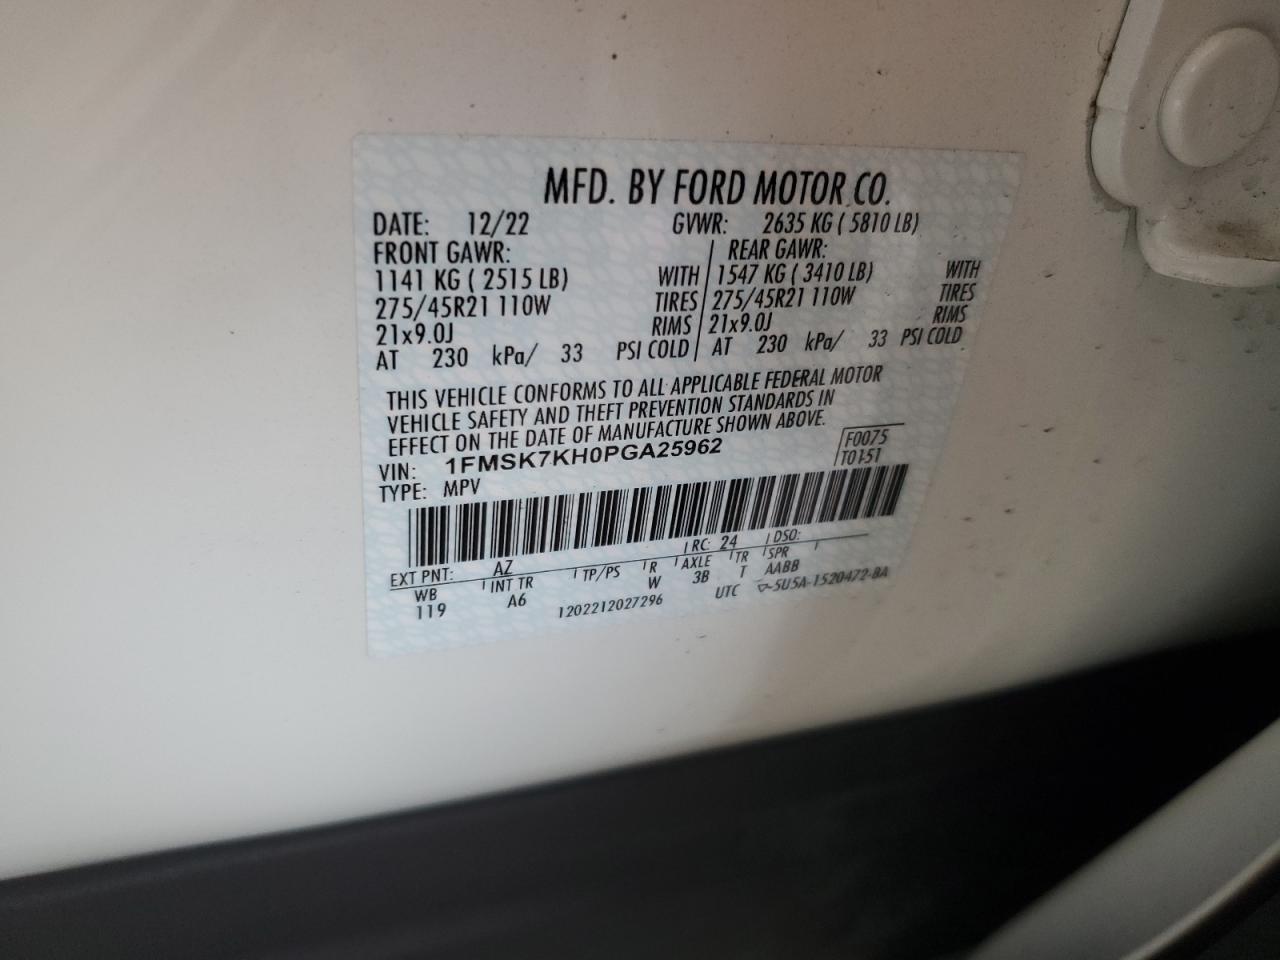 MFD. BY FORD MOTOR CO.
DATE: 12/22 GVWR: 2635 KG ( 5810 LB)
FRONT GAWR: REAR GAWR:
1141 KG ( 2515 LB) WITH 1547 KG ( 3410 LB) WITH
275/45R21 110W TIRES 275/45R21 110W TIRES
21x9.0J RIMS 21x9.0J RIMS
AT 230 kPa/ 33 PSI COLD AT 230 kPa/ 33 PSI COLD
THIS VEHICLE CONFORMS TO ALL APPLICABLE FEDERAL MOTOR
VEHICLE SAFETY AND THEFT PREVENTION STANDARDS IN
EFFECT ON THE DATE OF MANUFACTURE SHOWN ABOVE.
VIN: 1FMSK7KH0PGA25962 F0075
TYPE: MPV T0151
EXT PNT: AZ RC: 24 DSO:
WB INT TR TP/PS R AXLE TR SPR
119 A6 W 3B T AABB
1202212027296 UTC ▽-5U5A-1520472-BA